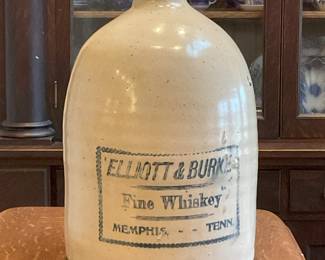 "ELLIOTT & BURKE
Fine Whiskey"
MEMPHIS, - - TENN.